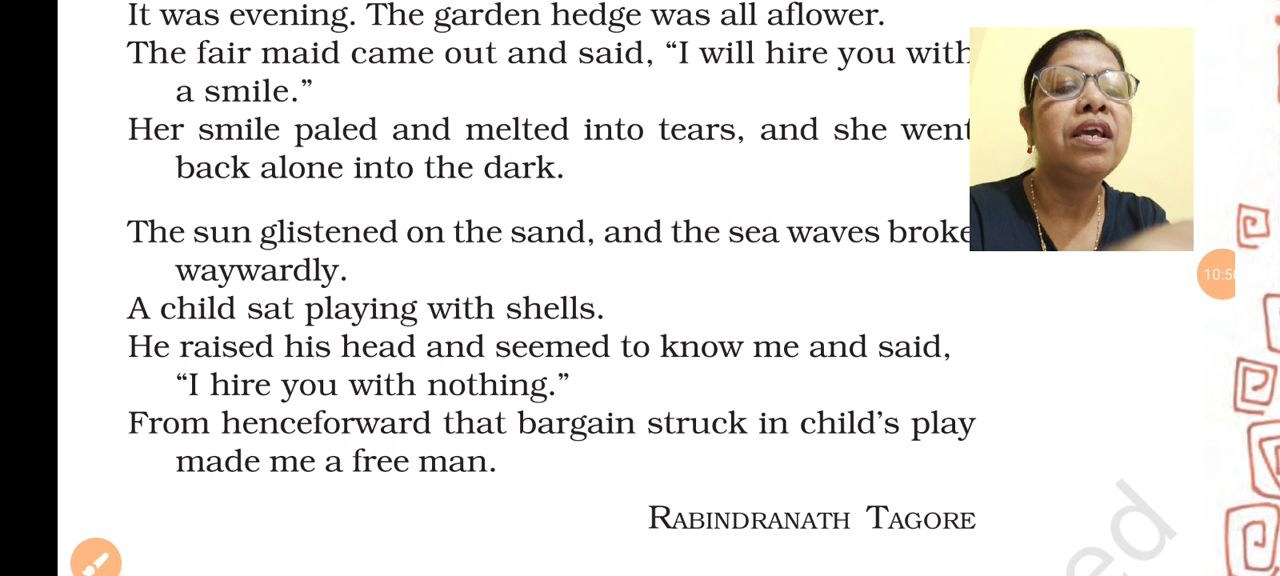 It was evening. The garden hedge was all aflower.
The fair maid came out and said, “I will hire you with
a smile.”
Her smile paled and melted into tears, and she went
back alone into the dark.
The sun glistened on the sand, and the sea waves broke
waywardly.
A child sat playing with shells.
He raised his head and seemed to know me and said,
“I hire you with nothing.”
From henceforward that bargain struck in child’s play
made me a free man.
RABINDRANATH TAGORE
ed